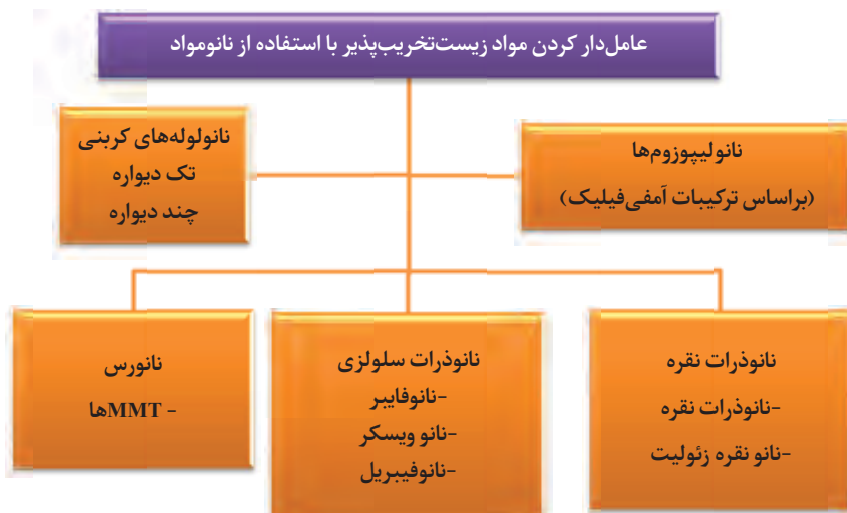 عامل‌دار کردن مواد زیست‌تخریب‌پذیر با استفاده از نانومواد
نانولیپوزوم‌ها
(براساس ترکیبات آمفی‌فیلیک)
نانولوله‌های کربنی
تک دیواره
چند دیواره
نانوذرات نقره
-نانوذرات نقره
-نانو نقره زئولیت
نانوذرات سلولزی
-نانوفایبر
-نانو ویسکر
-نانوفیبریل
نانورس
- MMTها